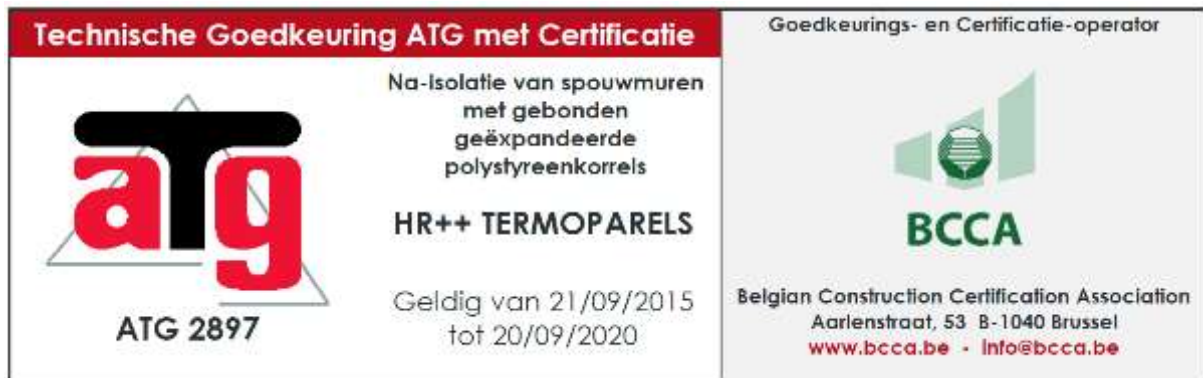 Technische Goedkeuring ATG met Certificatie
aTg
ATG 2897
Na-Isolatie van spouwmuren
met gebonden
geëxpandeerde
polystyreenkorrels
HR++ TERMOPARELS
Geldig van 21/09/2015
tot 20/09/2020
Goedkeurings- en Certificatie-operator
BCCA
Belgian Construction Certification Association
Aarlenstraat, 53 B-1040 Brussel
www.bcca.be - info@bcca.be